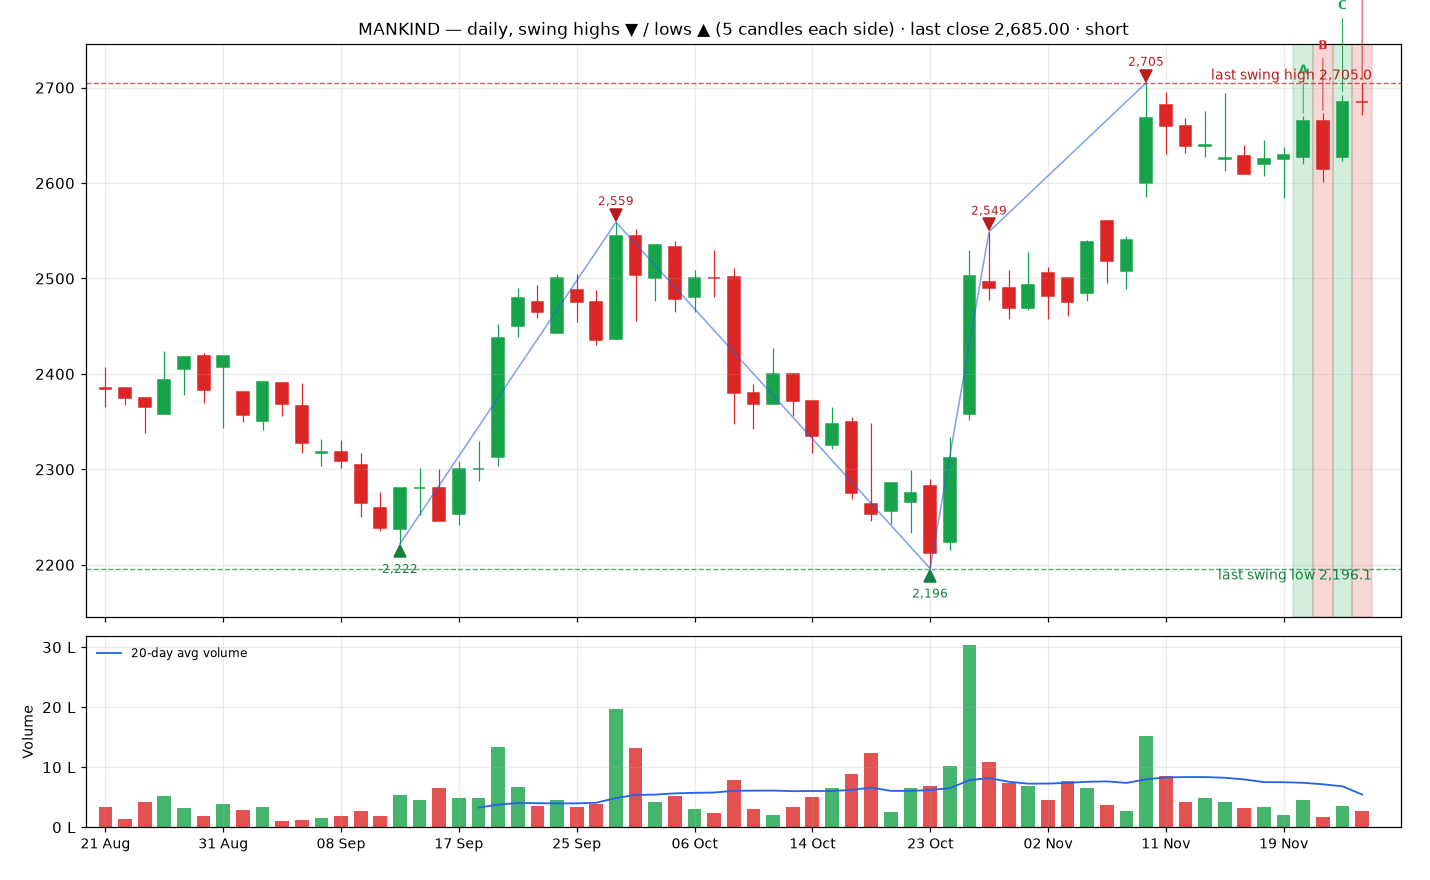 C
MANKIND — daily, swing highs ▼ / lows ▲ (5 candles each side) · last close 2,685.00 · short
B
A
last swing high 2,705.0
2,705
2,559
2,549
2,222
2,196
last swing low 2,196.1
2700
2600
2500
2400
2300
2200
30 L
20 L
10 L
0 L
Volume
20-day avg volume
21 Aug
31 Aug
08 Sep
17 Sep
25 Sep
06 Oct
14 Oct
23 Oct
02 Nov
11 Nov
19 Nov